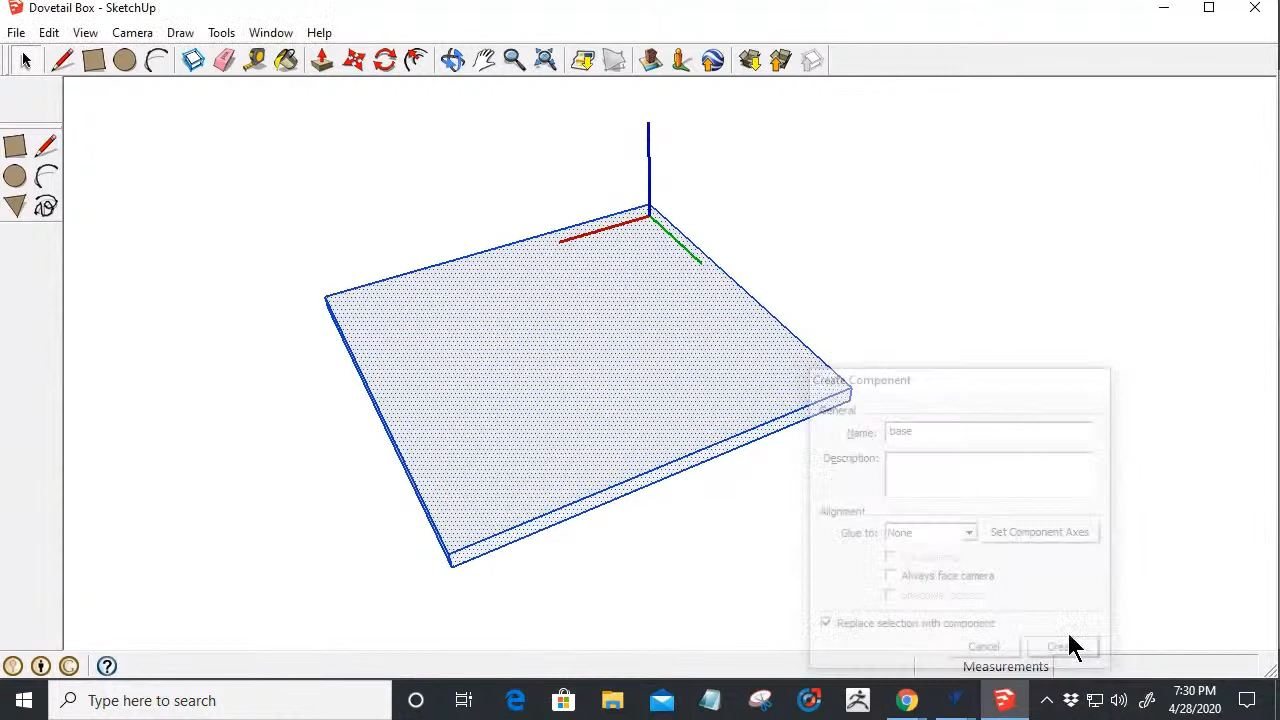 Dovetail Box - SketchUp
File Edit View Camera Draw Tools Window Help
Create Component
General
Name: base
Description:
Alignment
Glue to: None Set Component Axes
Always face camera
Replace selection with component
Cancel
Measurements
Type here to search
7:30 PM
4/28/2020